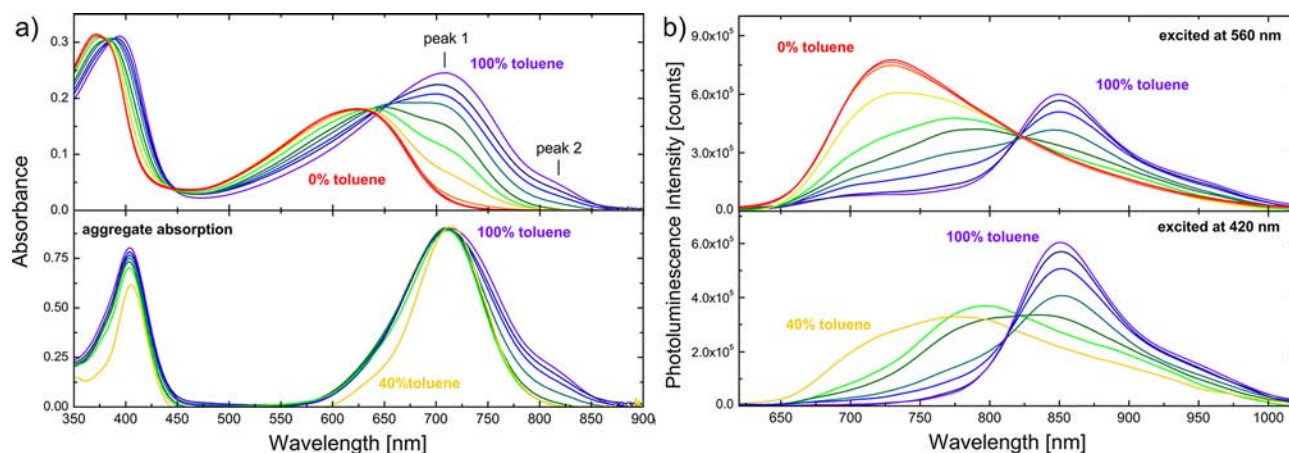 a)
0.3
0.2
0.1
0.0
peak 1
100% toluene
peak 2
0% toluene
Absorbance
aggregate absorption
100% toluene
0.75
0.50
0.25
0.00
40%toluene
350 400 450 500 550 600 650 700 750 800 850 900
Wavelength [nm]
b)
9.0x10⁵
6.0x10⁵
3.0x10⁵
0.0
0% toluene
excited at 560 nm
100% toluene
Photoluminescence Intensity [counts]
excited at 420 nm
100% toluene
6.0x10⁵
4.0x10⁵
2.0x10⁵
0.0
40% toluene
650 700 750 800 850 900 950 1000
Wavelength [nm]